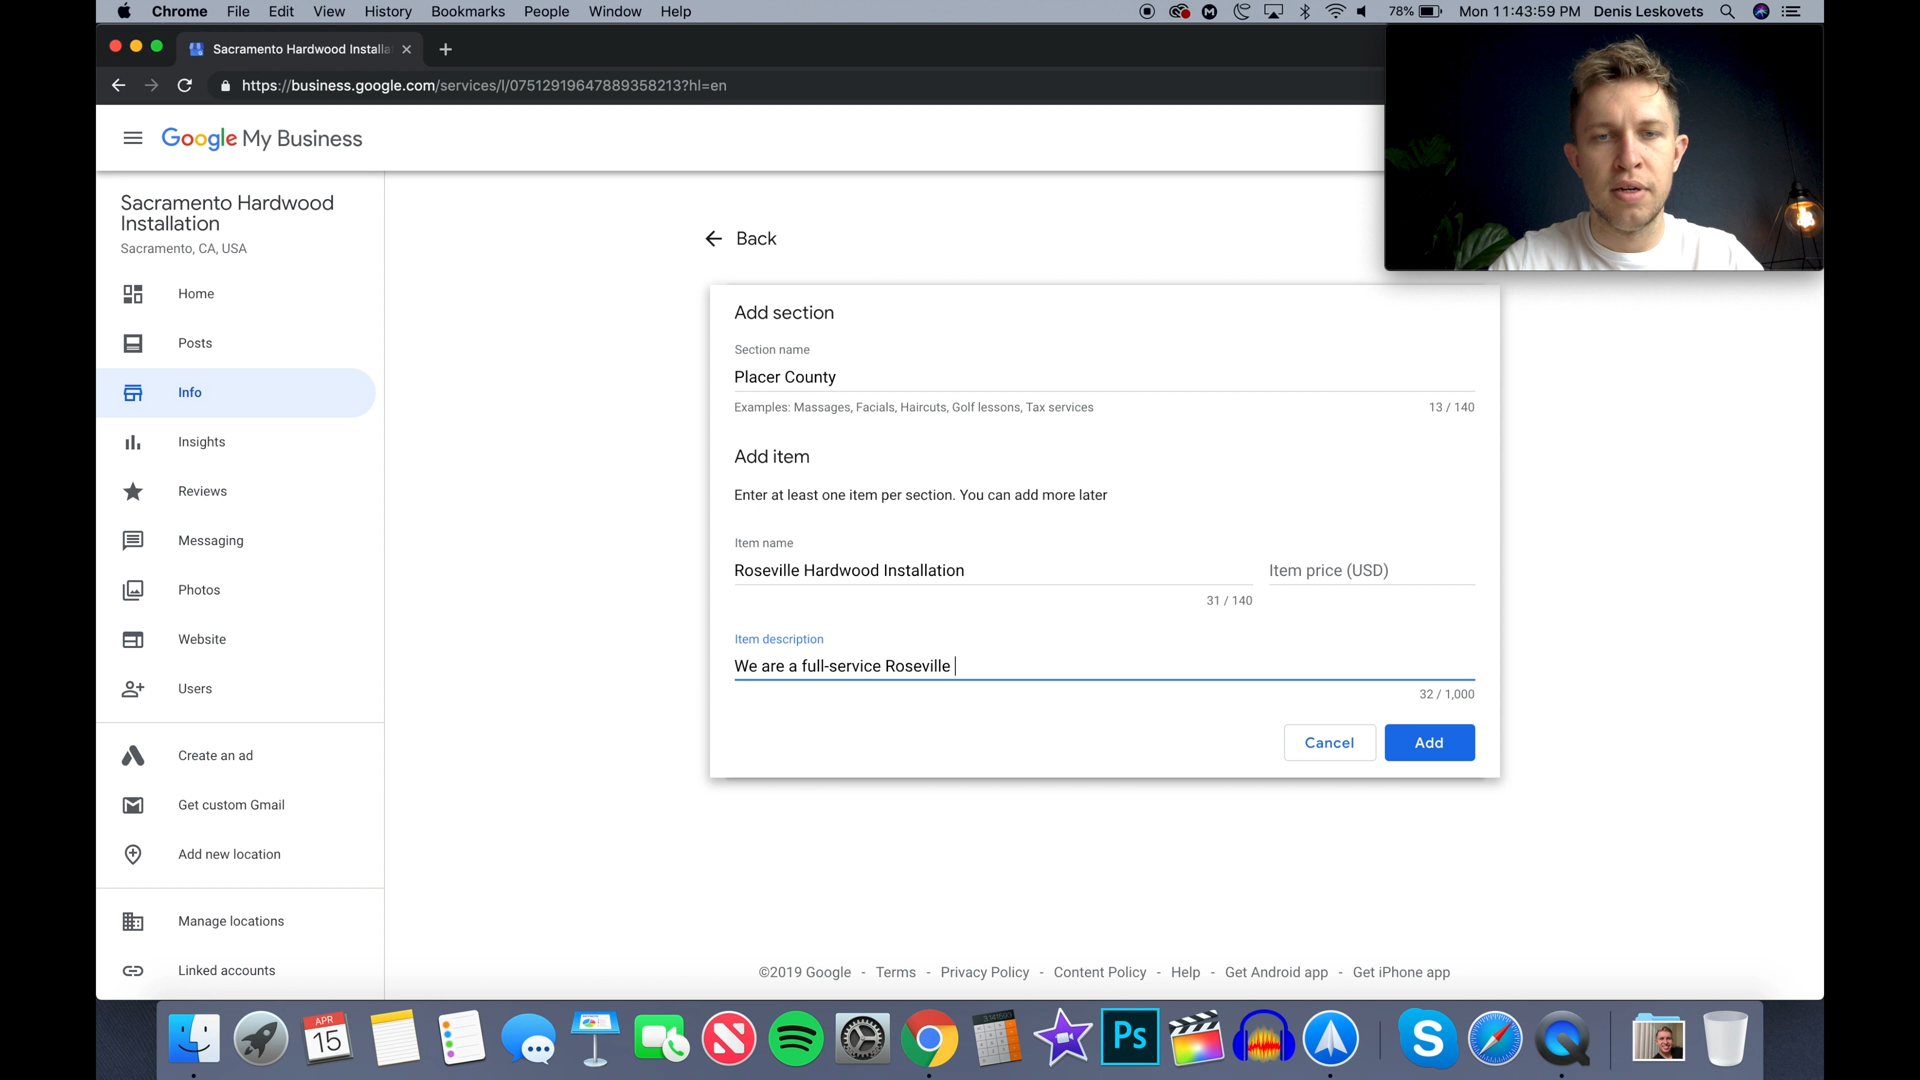 Chrome File Edit View History Bookmarks People Window Help
78% Mon 11:43:59 PM Denis Leskovets
Sacramento Hardwood Installa
https://business.google.com/services/l/07512919647889358213?hl=en
Google My Business
Sacramento Hardwood
Installation
Sacramento, CA, USA
Home
Posts
Info
Insights
Reviews
Messaging
Photos
Website
Users
Create an ad
Get custom Gmail
Add new location
Manage locations
Linked accounts
Back
Add section
Section name
Placer County
Examples: Massages, Facials, Haircuts, Golf lessons, Tax services 13 / 140
Add item
Enter at least one item per section. You can add more later
Item name
Roseville Hardwood Installation Item price (USD)
31 / 140
Item description
We are a full-service Roseville
32 / 1,000
Cancel Add
©2019 Google - Terms - Privacy Policy - Content Policy - Help - Get Android app - Get iPhone app
APR
15
3.141593
Ps